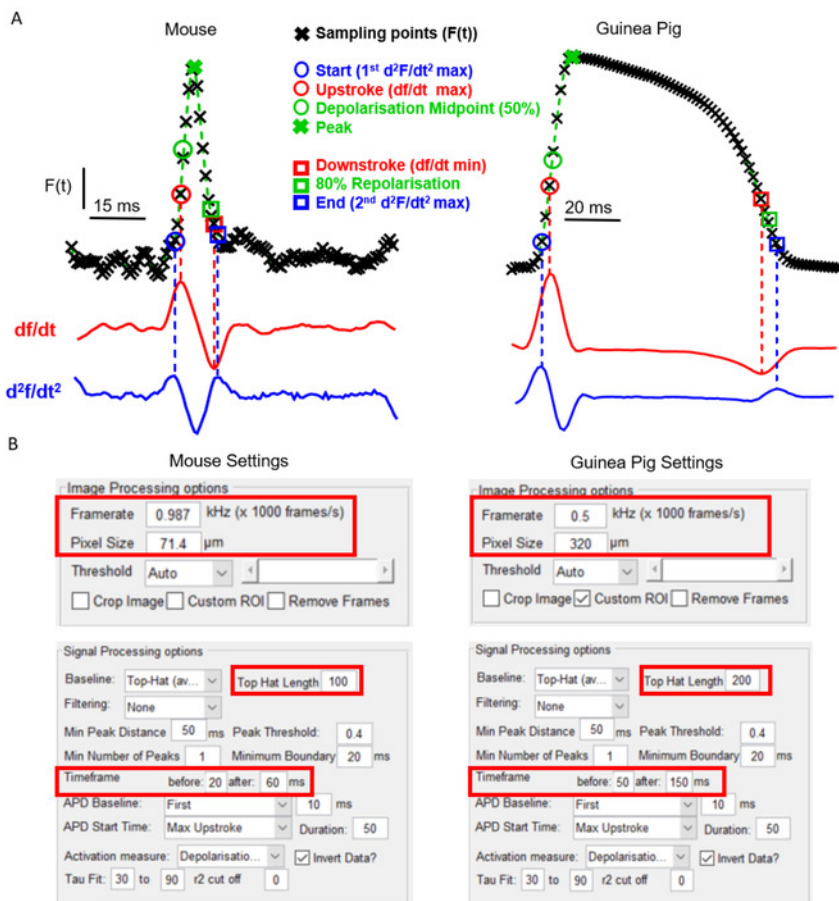 A
Mouse
Sampling points (F(t))
Guinea Pig
Start (1st d²F/dt² max)
Upstroke (df/dt max)
Depolarisation Midpoint (50%)
Peak
Downstroke (df/dt min)
80% Repolarisation
End (2nd d²F/dt² max)
F(t)
15 ms
20 ms
df/dt
d²f/dt²
B
Mouse Settings
Image Processing options
Framerate 0.987 kHz (x 1000 frames/s)
Pixel Size 71.4 µm
Threshold Auto
Crop Image Custom ROI Remove Frames
Signal Processing options
Baseline: Top-Hat (av... Top Hat Length 100
Filtering: None
Min Peak Distance 50 ms Peak Threshold: 0.4
Min Number of Peaks 1 Minimum Boundary 20 ms
Timeframe before: 20 after: 60 ms
APD Baseline: First 10 ms
APD Start Time: Max Upstroke Duration: 50
Activation measure: Depolarisatio... Invert Data?
Tau Fit: 30 to 90 r2 cut off 0
Guinea Pig Settings
Image Processing options
Framerate 0.5 kHz (x 1000 frames/s)
Pixel Size 320 µm
Threshold Auto
Crop Image Custom ROI Remove Frames
Signal Processing options
Baseline: Top-Hat (av... Top Hat Length 200
Filtering: None
Min Peak Distance 50 ms Peak Threshold: 0.4
Min Number of Peaks 1 Minimum Boundary 20 ms
Timeframe before: 50 after: 150 ms
APD Baseline: First 10 ms
APD Start Time: Max Upstroke Duration: 50
Activation measure: Depolarisatio... Invert Data?
Tau Fit: 30 to 90 r2 cut off 0